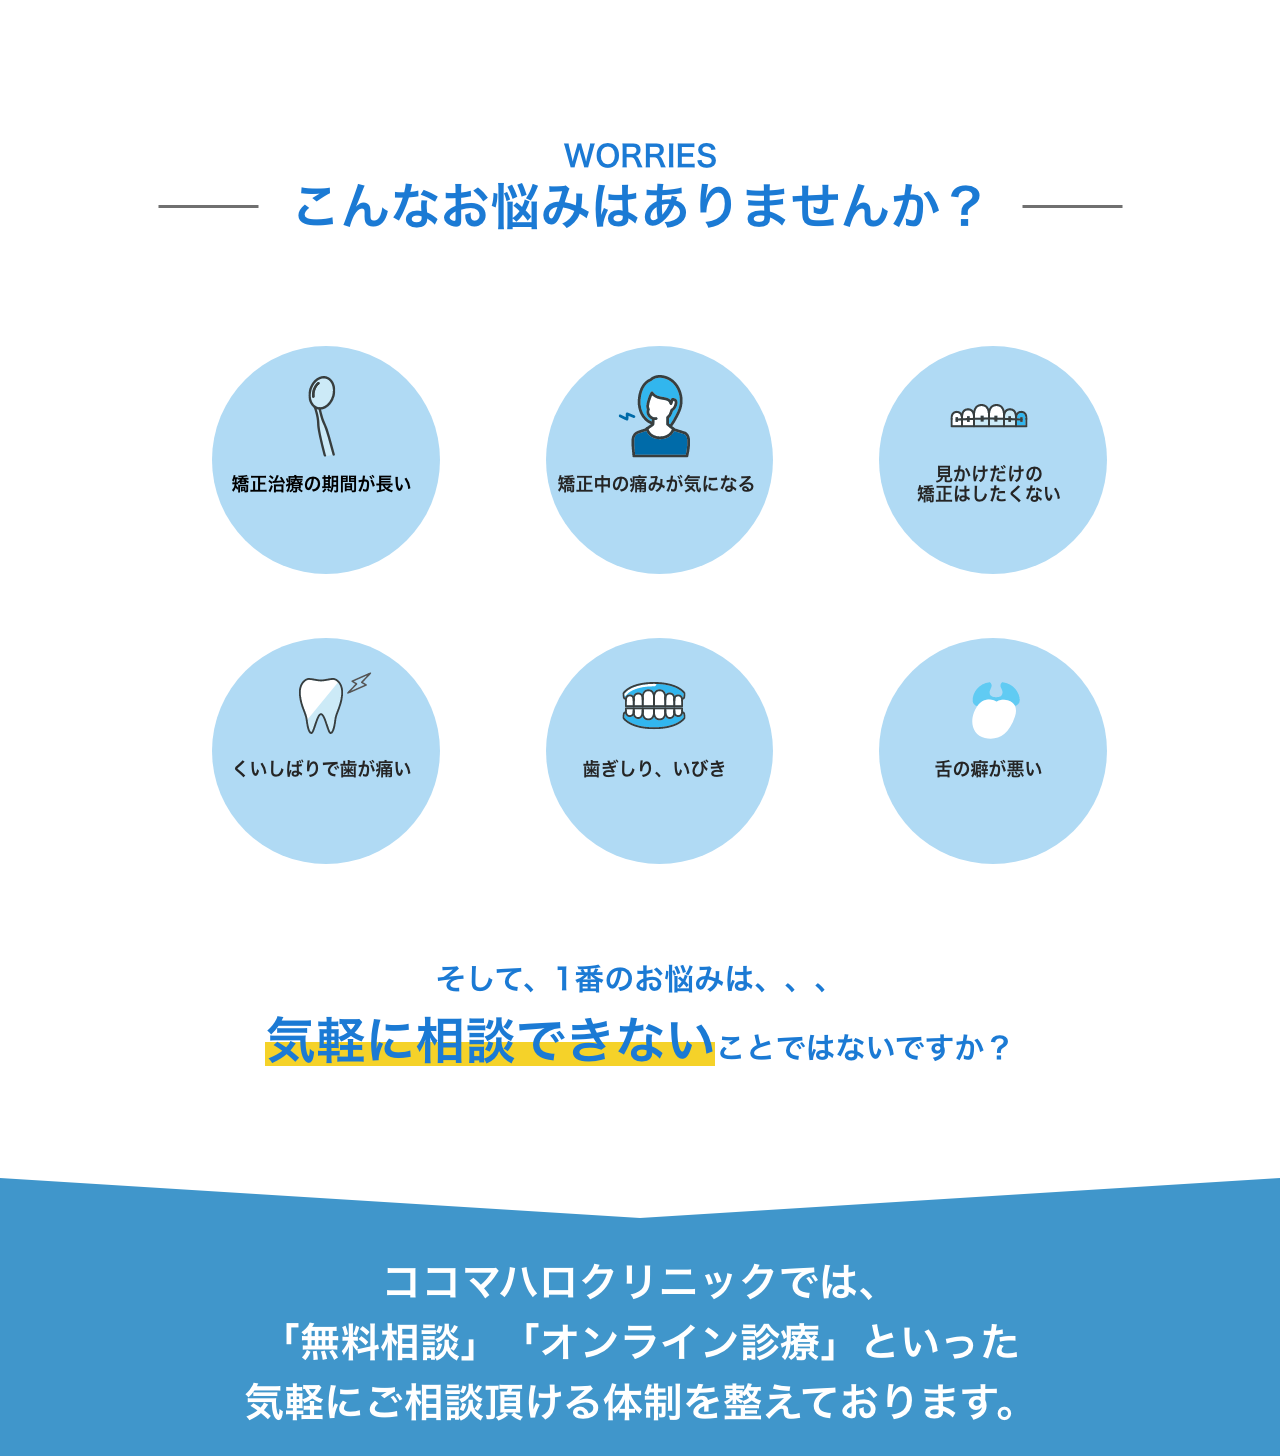 WORRIES
こんなお悩みはありませんか？
矯正治療の期間が長い
矯正中の痛みが気になる
見かけだけの
矯正はしたくない
くいしばりで歯が痛い
歯ぎしり、いびき
舌の癖が悪い
そして、1番のお悩みは、、、
気軽に相談できないことではないですか？
ココマハロクリニックでは、
「無料相談」「オンライン診療」といった
気軽にご相談頂ける体制を整えております。